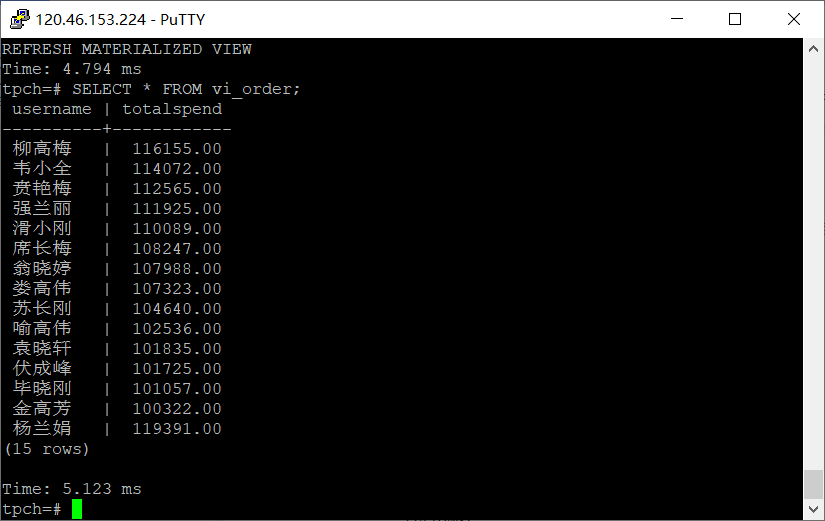 120.46.153.224 - PuTTY
REFRESH MATERIALIZED VIEW
Time: 4.794 ms
tpch=# SELECT * FROM vi_order;
 username | totalspend
----------+------------
 柳高梅   |  116155.00
 韦小全   |  114072.00
 贲艳梅   |  112565.00
 强兰丽   |  111925.00
 滑小刚   |  110089.00
 席长梅   |  108247.00
 翁晓婷   |  107988.00
 娄高伟   |  107323.00
 苏长刚   |  104640.00
 喻高伟   |  102536.00
 袁晓轩   |  101835.00
 伏成峰   |  101725.00
 毕晓刚   |  101057.00
 金高芳   |  100322.00
 杨兰娟   |  119391.00
(15 rows)
Time: 5.123 ms
tpch=#